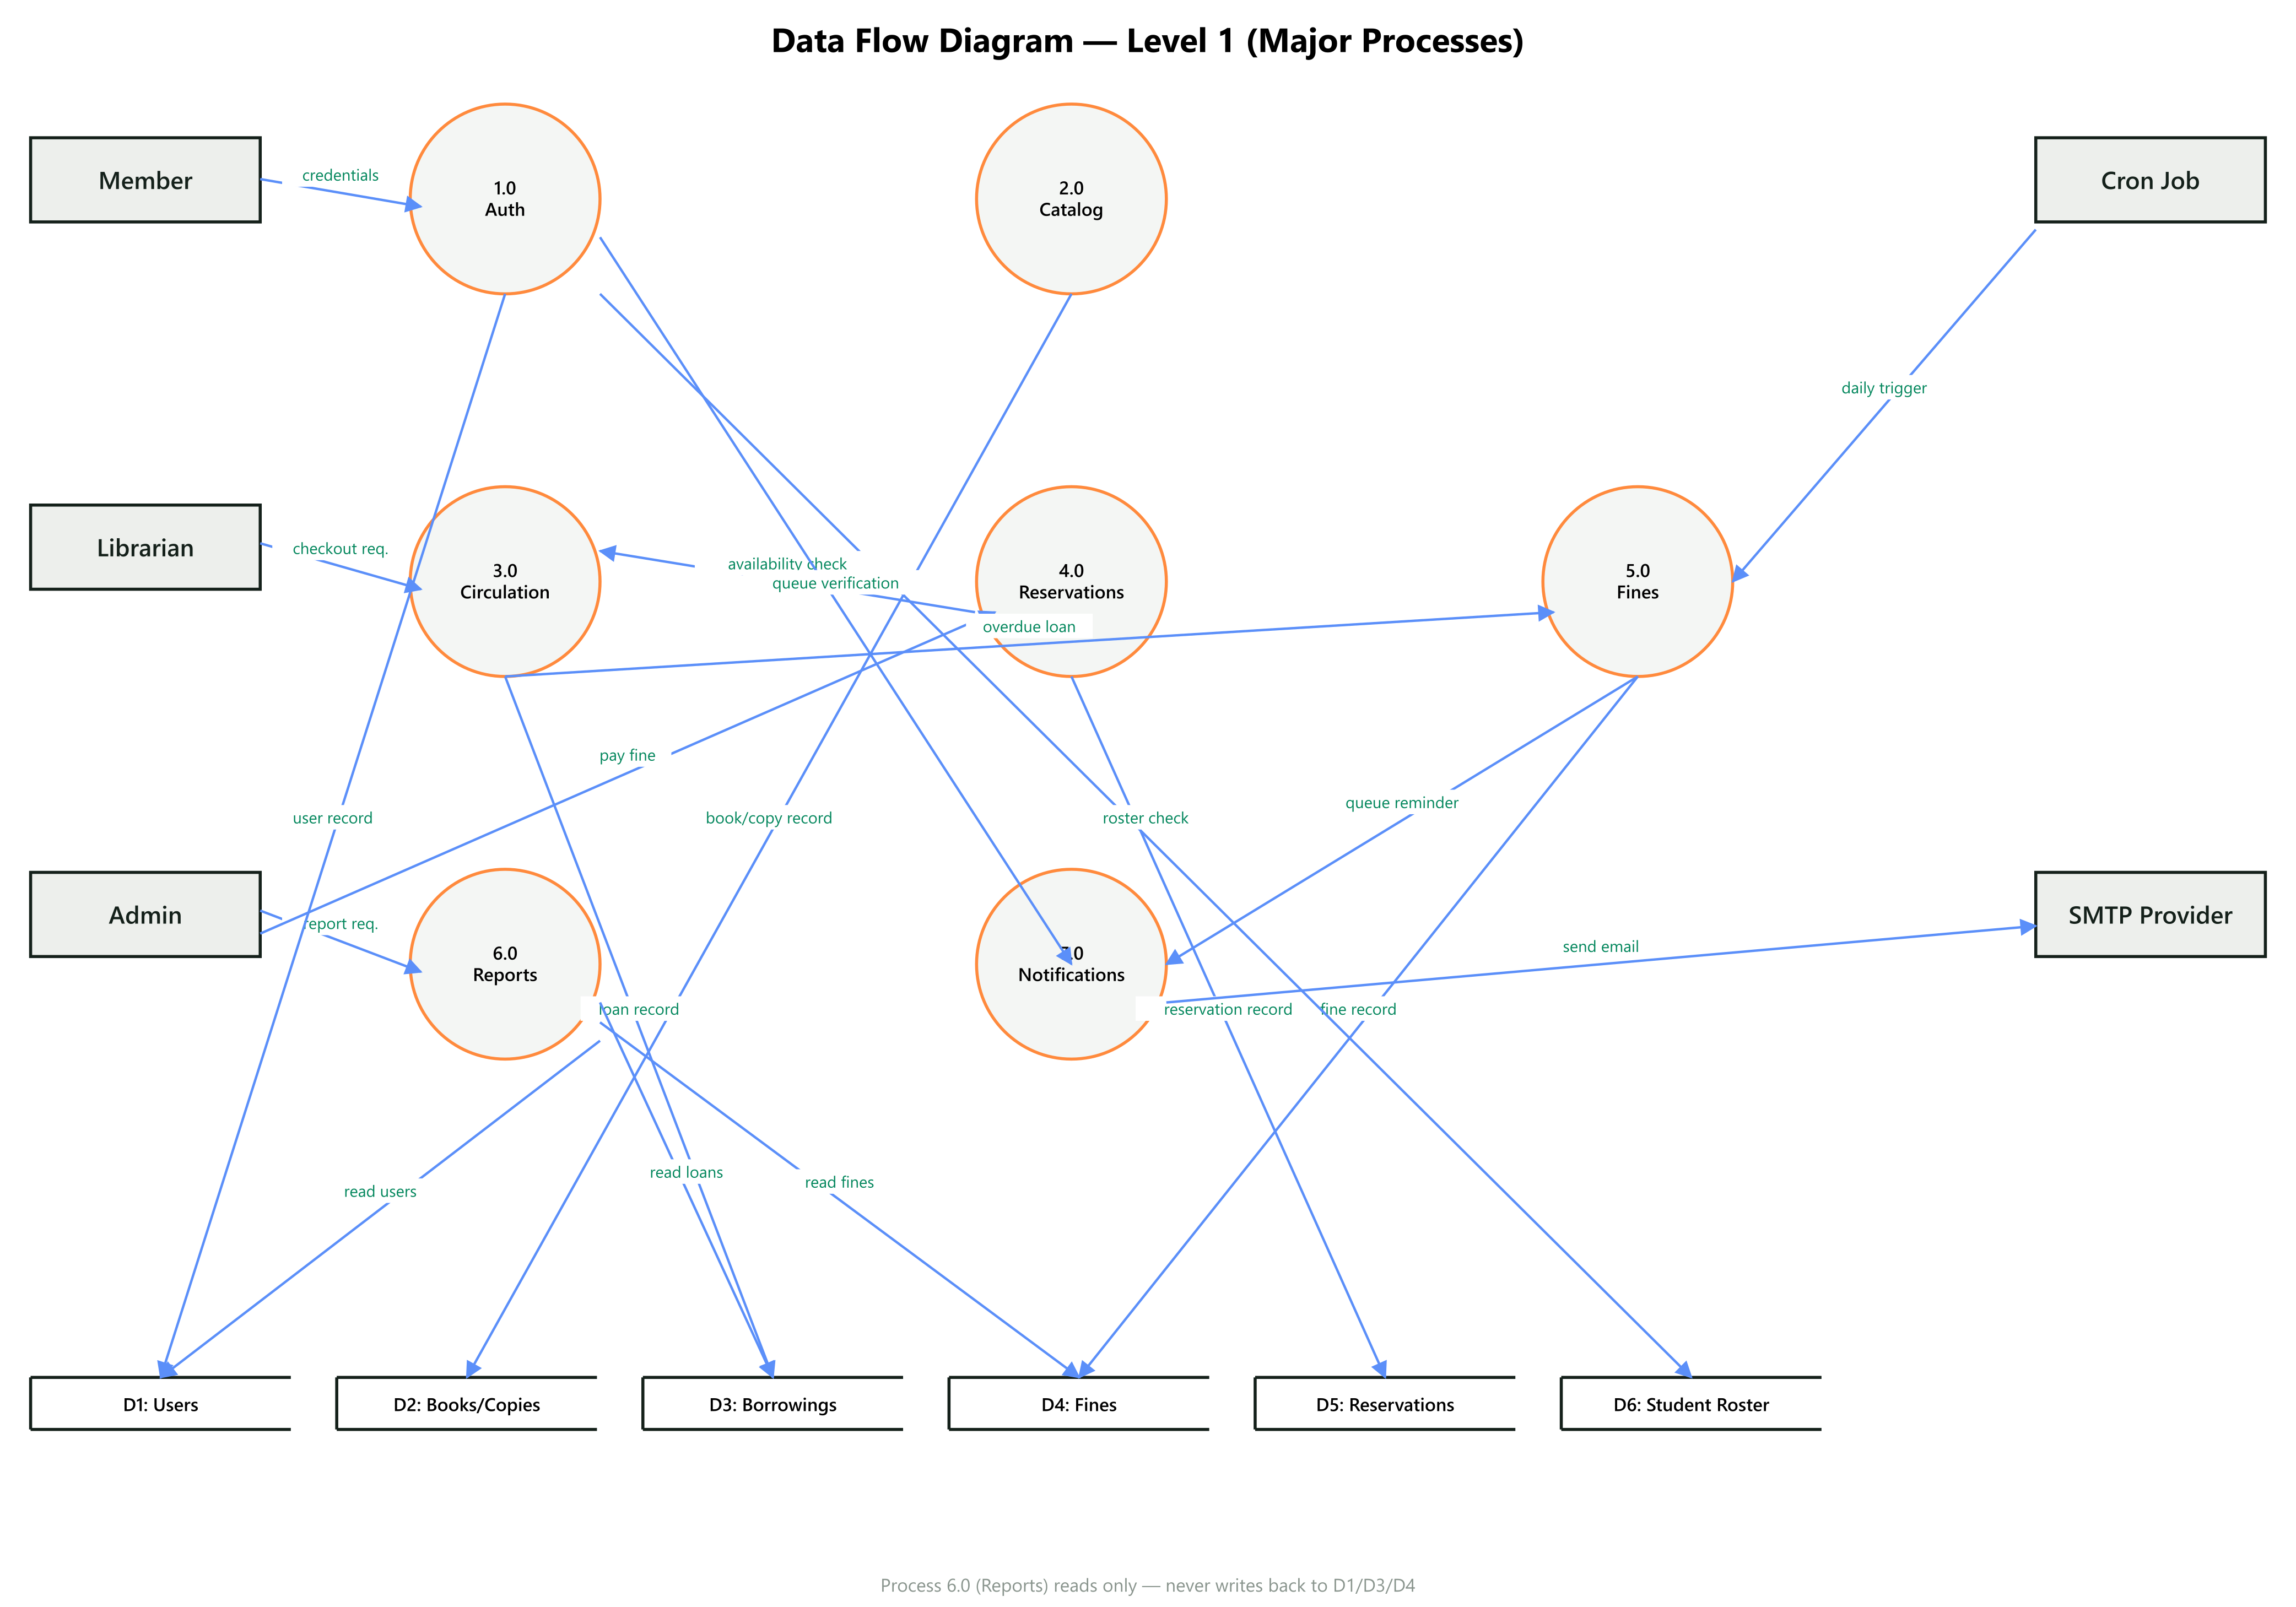 Data Flow Diagram — Level 1 (Major Processes)
Member
credentials
1.0
Auth
2.0
Catalog
Cron Job
daily trigger
Librarian
checkout req.
3.0
Circulation
availability check
queue verification
4.0
Reservations
overdue loan
5.0
Fines
pay fine
user record
book/copy record
roster check
queue reminder
Admin
report req.
6.0
Reports
7.0
Notifications
send email
SMTP Provider
loan record
reservation record
fine record
read users
read loans
read fines
D1: Users
D2: Books/Copies
D3: Borrowings
D4: Fines
D5: Reservations
D6: Student Roster
Process 6.0 (Reports) reads only — never writes back to D1/D3/D4